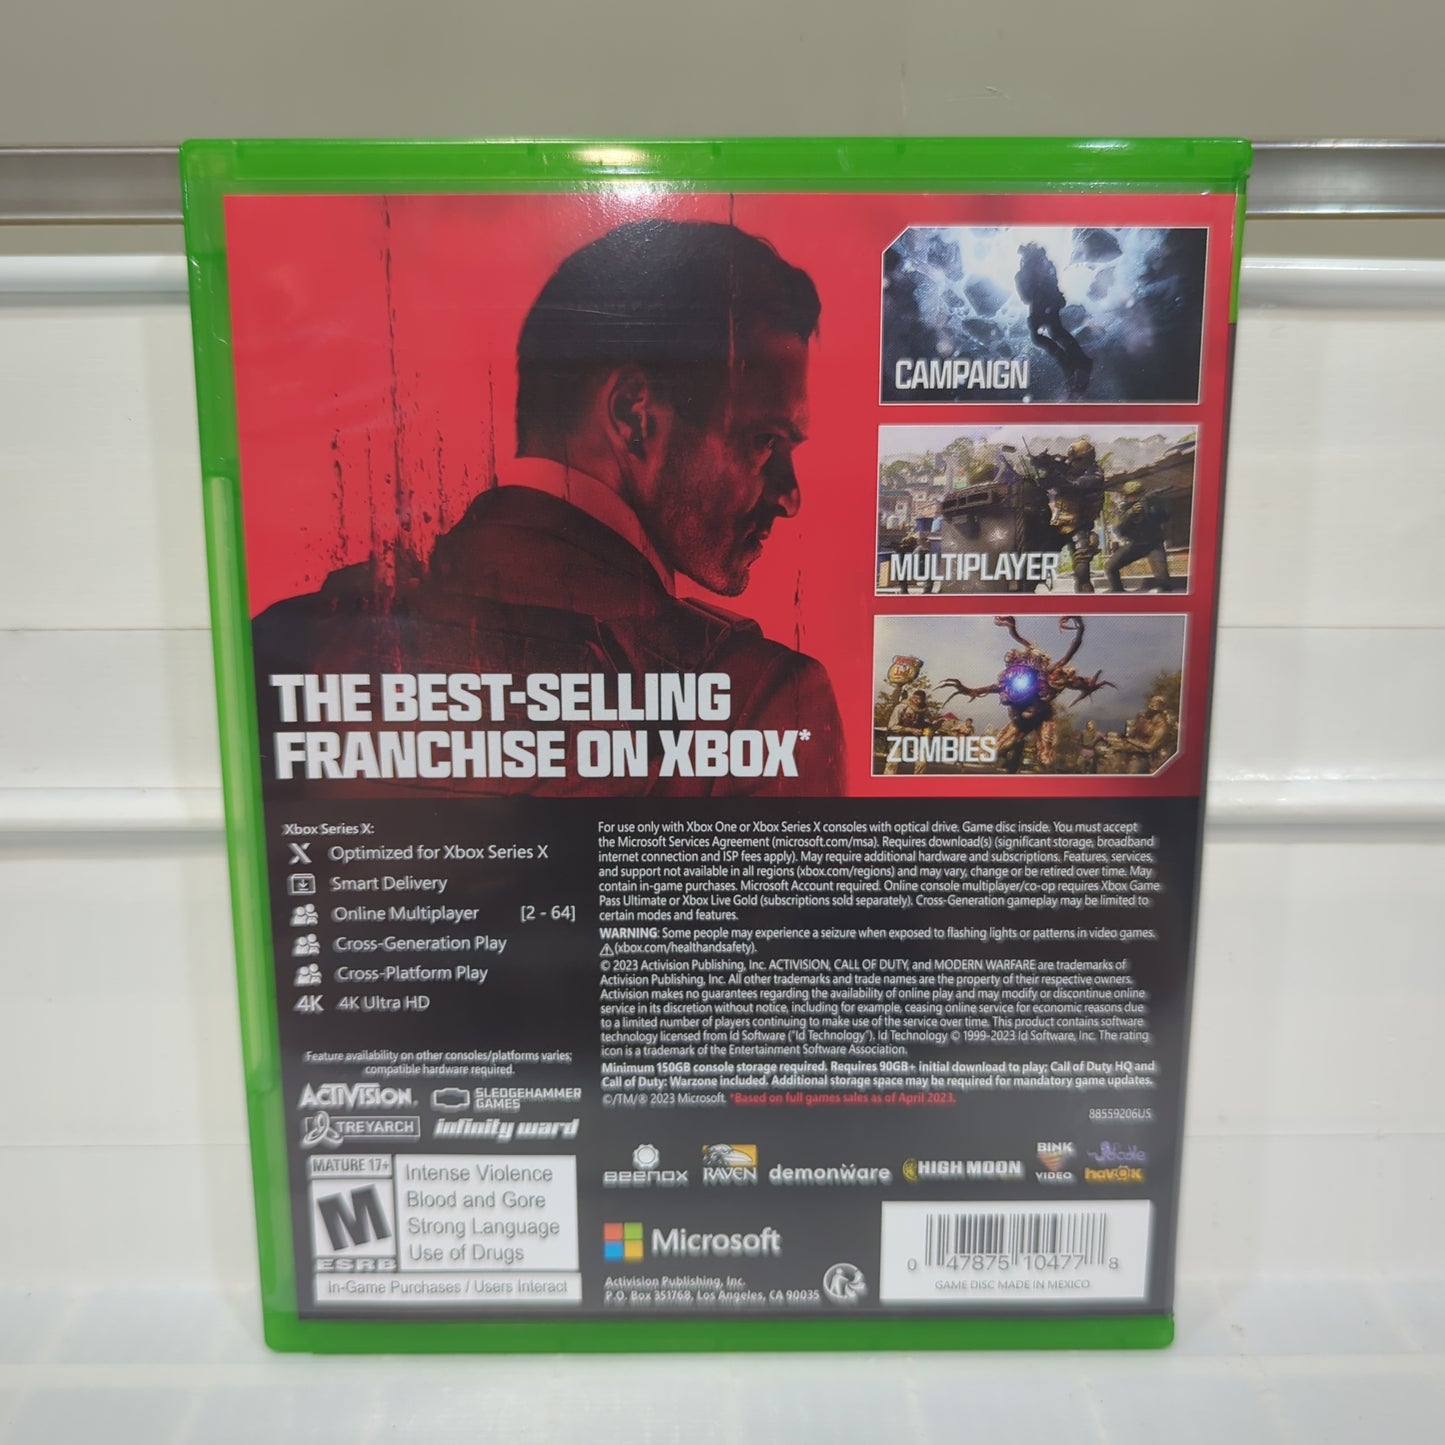 CAMPAIGN
MULTIPLAYER
ZOMBIES
THE BEST-SELLING
FRANCHISE ON XBOX*
Xbox Series X:
X Optimized for Xbox Series X
Smart Delivery
Online Multiplayer [2 - 64]
Cross-Generation Play
Cross-Platform Play
4K 4K Ultra HD
Feature availability on other consoles/platforms varies;
compatible hardware required.
ACTIVISION.
SLEDGEHAMMER
GAMES
TREYARCH
infinity ward
MATURE 17+
M
ESRB
Intense Violence
Blood and Gore
Strong Language
Use of Drugs
In-Game Purchases / Users Interact
For use only with Xbox One or Xbox Series X consoles with optical drive. Game disc inside. You must accept
the Microsoft Services Agreement (microsoft.com/msa). Requires download(s) (significant storage, broadband
internet connection and ISP fees apply). May require additional hardware and subscriptions. Features, services,
and support not available in all regions (xbox.com/regions) and may vary, change or be retired over time. May
contain in-game purchases. Microsoft Account required. Online console multiplayer/co-op requires Xbox Game
Pass Ultimate or Xbox Live Gold (subscriptions sold separately). Cross-Generation gameplay may be limited to
certain modes and features.
WARNING: Some people may experience a seizure when exposed to flashing lights or patterns in video games.
⚠(xbox.com/healthandsafety).
© 2023 Activision Publishing, Inc. ACTIVISION, CALL OF DUTY, and MODERN WARFARE are trademarks of
Activision Publishing, Inc. All other trademarks and trade names are the property of their respective owners.
Activision makes no guarantees regarding the availability of online play and may modify or discontinue online
service in its discretion without notice, including for example, ceasing online service for economic reasons due
to a limited number of players continuing to make use of the service over time. This product contains software
technology licensed from Id Software ("Id Technology"). Id Technology © 1999-2023 Id Software, Inc. The rating
icon is a trademark of the Entertainment Software Association.
Minimum 150GB console storage required. Requires 90GB+ initial download to play; Call of Duty HQ and
Call of Duty: Warzone included. Additional storage space may be required for mandatory game updates.
©/TM/® 2023 Microsoft. *Based on full games sales as of April 2023.
88559206US
Beenox
RAVEN
demonware
HIGH MOON
BINK
VIDEO
havok
Microsoft
Activision Publishing, Inc.
P.O. Box 351768, Los Angeles, CA 90035
0 47875 10477 8
GAME DISC MADE IN MEXICO